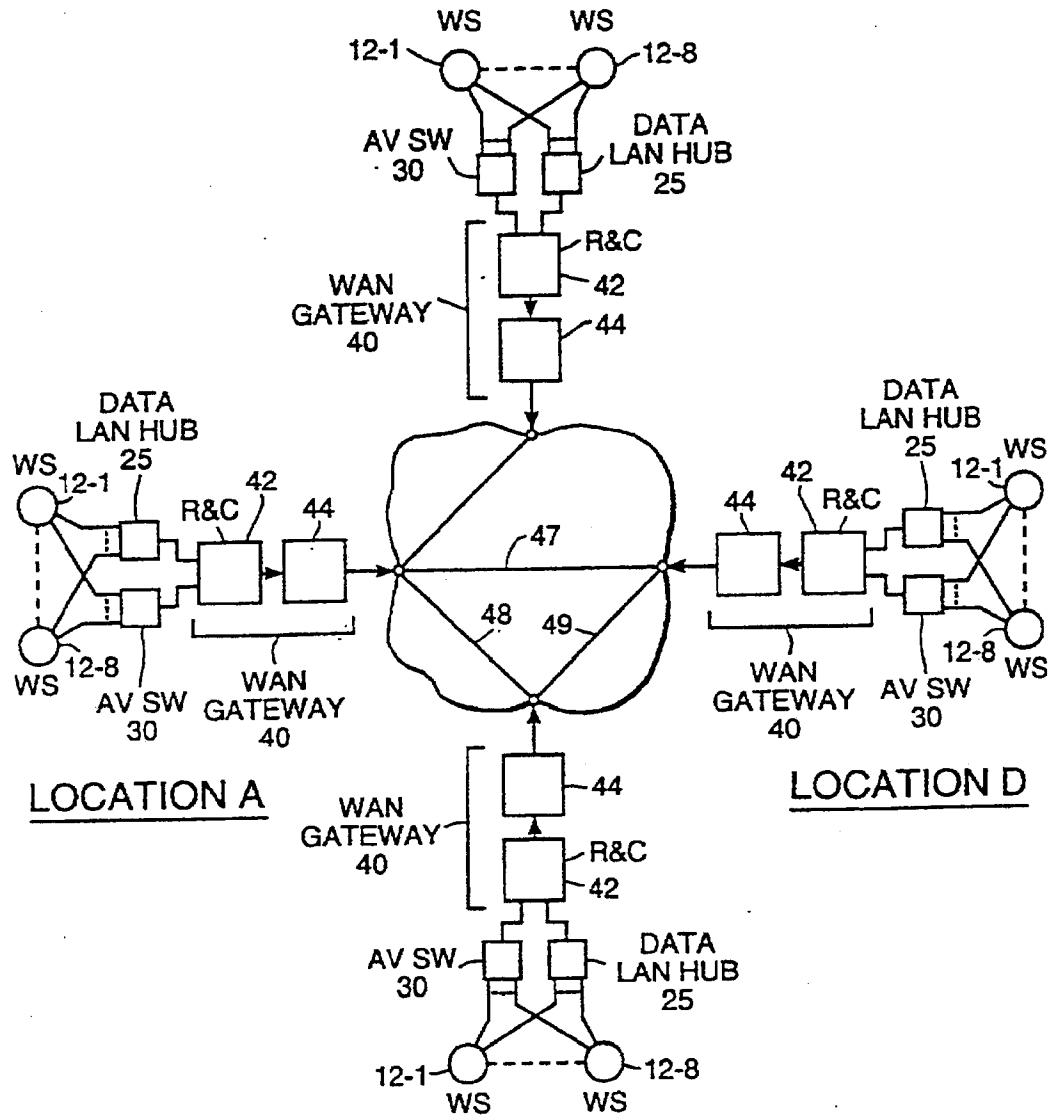 WS WS
12-1 12-8
AV SW
30
DATA
LAN HUB
25
R&C
42
WAN
GATEWAY
40
44
DATA
LAN HUB
25
WS
12-1
R&C
42
44
12-8
WS
AV SW
30
WAN
GATEWAY
40
LOCATION A
47
48
49
DATA
LAN HUB
25
WS
12-1
42
R&C
44
12-8
WS
AV SW
30
WAN
GATEWAY
40
LOCATION D
WAN
GATEWAY
40
44
R&C
42
AV SW
30
DATA
LAN HUB
25
12-1 12-8
WS WS